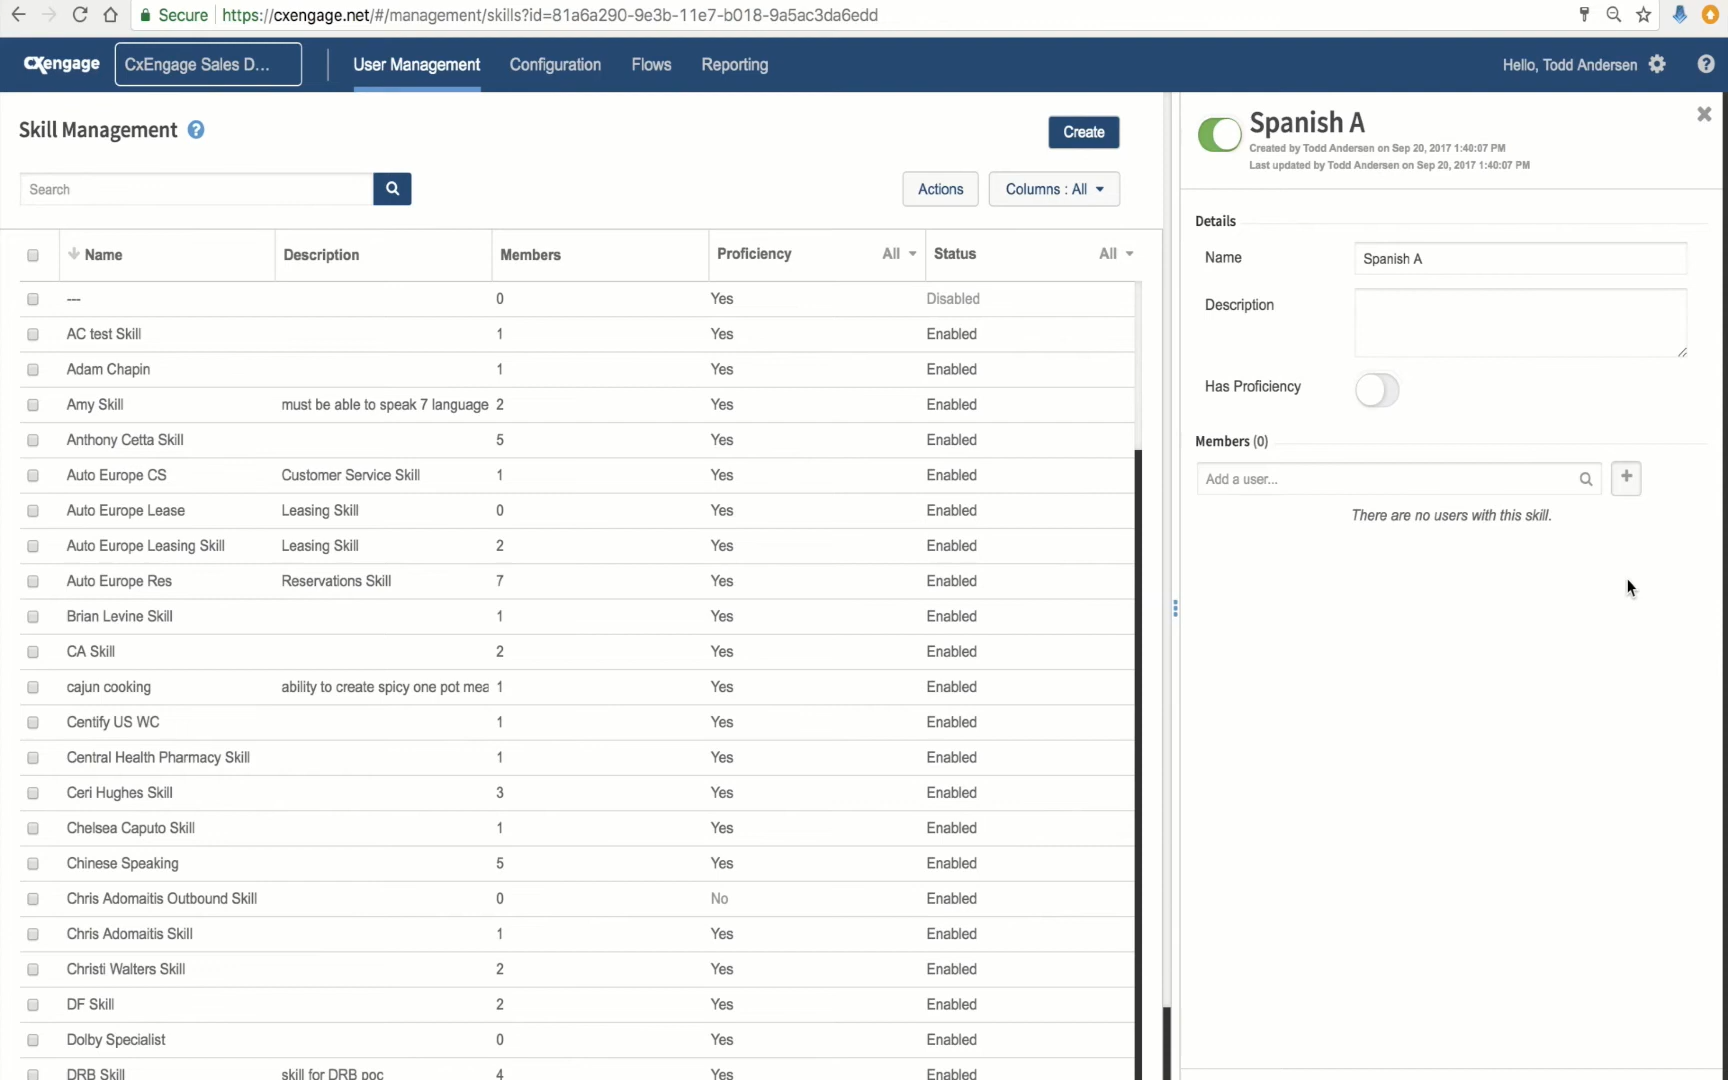 Secure
https://cxengage.net/#/management/skills?id=81a6a290-9e3b-11e7-b018-9a5ac3da6edd
CXengage
CxEngage Sales D...
User Management
Configuration
Flows
Reporting
Hello, Todd Andersen
?
Skill Management ?
Create
Search
Actions
Columns : All
Name Description Members Proficiency All Status All
--- 0 Yes Disabled
AC test Skill 1 Yes Enabled
Adam Chapin 1 Yes Enabled
Amy Skill must be able to speak 7 language 2 Yes Enabled
Anthony Cetta Skill 5 Yes Enabled
Auto Europe CS Customer Service Skill 1 Yes Enabled
Auto Europe Lease Leasing Skill 0 Yes Enabled
Auto Europe Leasing Skill Leasing Skill 2 Yes Enabled
Auto Europe Res Reservations Skill 7 Yes Enabled
Brian Levine Skill 1 Yes Enabled
CA Skill 2 Yes Enabled
cajun cooking ability to create spicy one pot mea 1 Yes Enabled
Centify US WC 1 Yes Enabled
Central Health Pharmacy Skill 1 Yes Enabled
Ceri Hughes Skill 3 Yes Enabled
Chelsea Caputo Skill 1 Yes Enabled
Chinese Speaking 5 Yes Enabled
Chris Adomaitis Outbound Skill 0 No Enabled
Chris Adomaitis Skill 1 Yes Enabled
Christi Walters Skill 2 Yes Enabled
DF Skill 2 Yes Enabled
Dolby Specialist 0 Yes Enabled
DRB Skill skill for DRB poc 4 Yes Enabled
Spanish A
Created by Todd Andersen on Sep 20, 2017 1:40:07 PM
Last updated by Todd Andersen on Sep 20, 2017 1:40:07 PM
Details
Name Spanish A
Description
Has Proficiency
Members (0)
Add a user... +
There are no users with this skill.